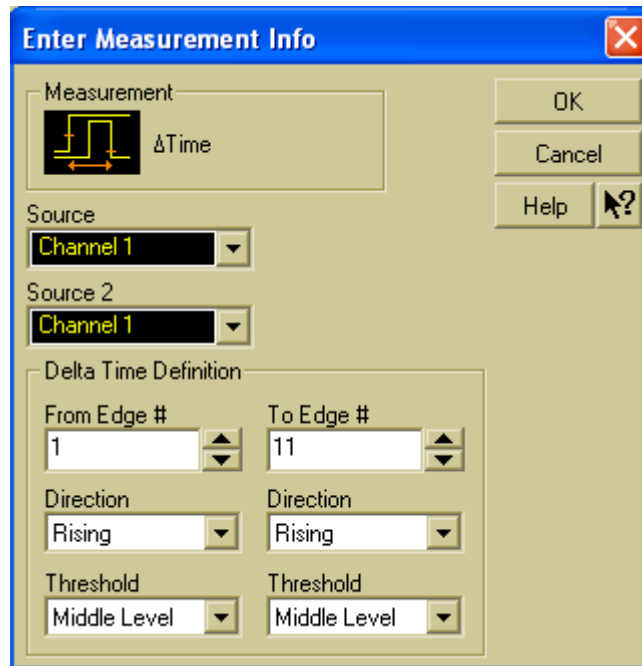 Enter Measurement Info
Measurement
ΔTime
OK
Cancel
Help
?
Source
Channel 1
Source 2
Channel 1
Delta Time Definition
From Edge #
To Edge #
1
11
Direction
Direction
Rising
Rising
Threshold
Threshold
Middle Level
Middle Level